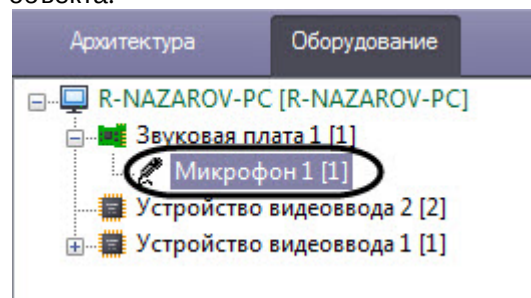 объекта.
Архитектура Оборудование
R-NAZAROV-PC [R-NAZAROV-PC]
Звуковая плата 1 [1]
Микрофон 1 [1]
Устройство видеоввода 2 [2]
Устройство видеоввода 1 [1]